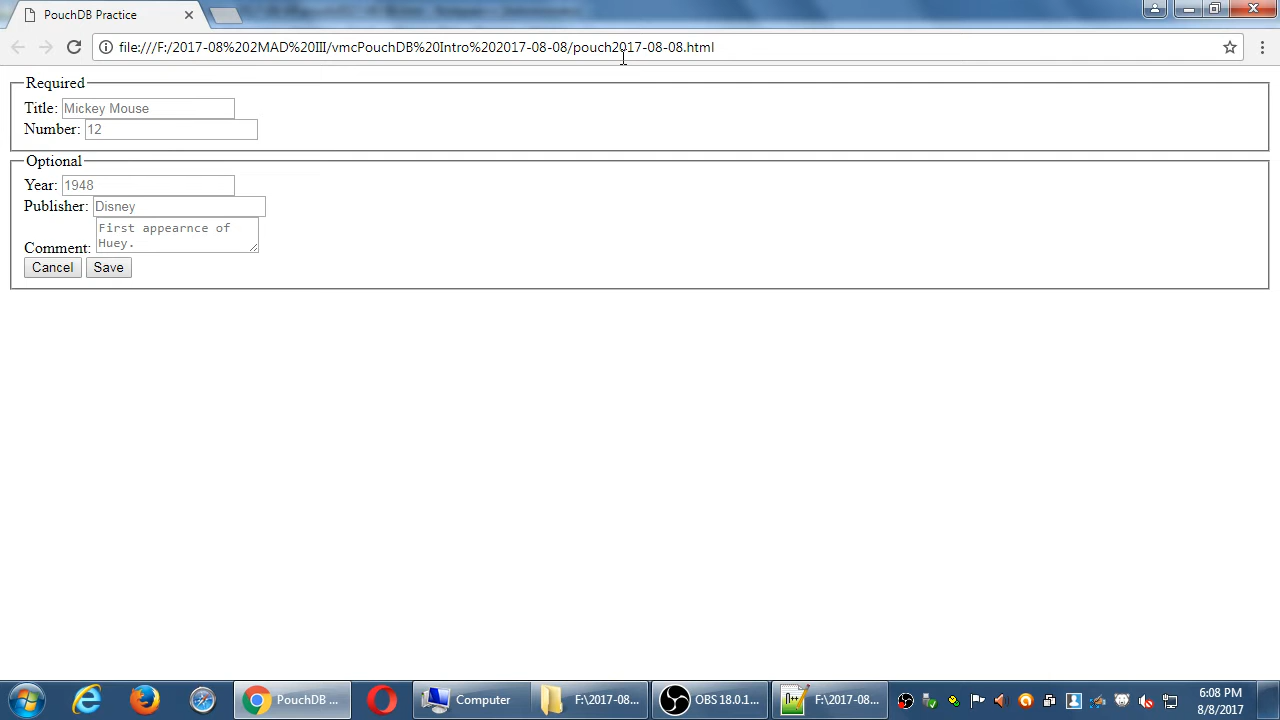 PouchDB Practice
file:///F:/2017-08%202MAD%20III/vmcPouchDB%20Intro%202017-08-08/pouch2017-08-08.html
Required
Title: Mickey Mouse
Number: 12
Optional
Year: 1948
Publisher: Disney
First appearnce of
Huey.
Comment:
Cancel Save
PouchDB ...
Computer
F:\2017-08...
OBS 18.0.1...
F:\2017-08...
6:08 PM
8/8/2017